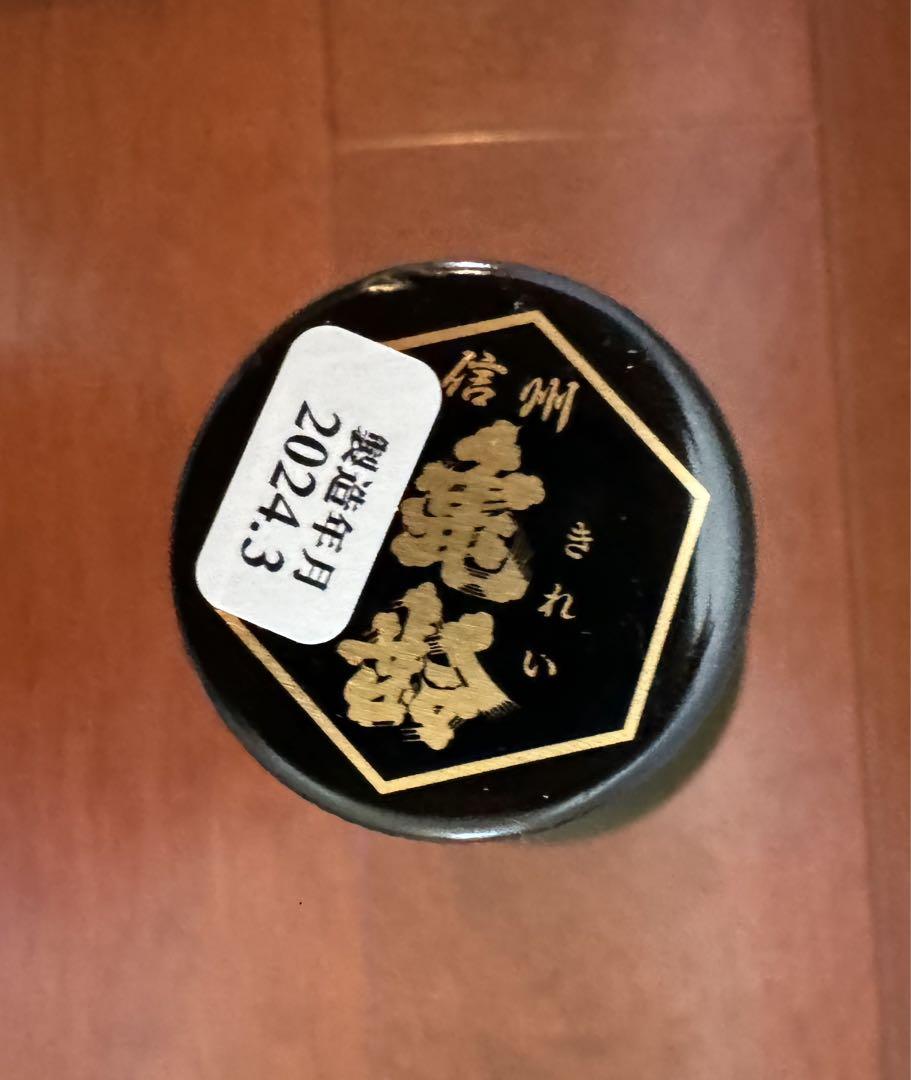 信州
亀齢
きれい
製造年月
2024.3